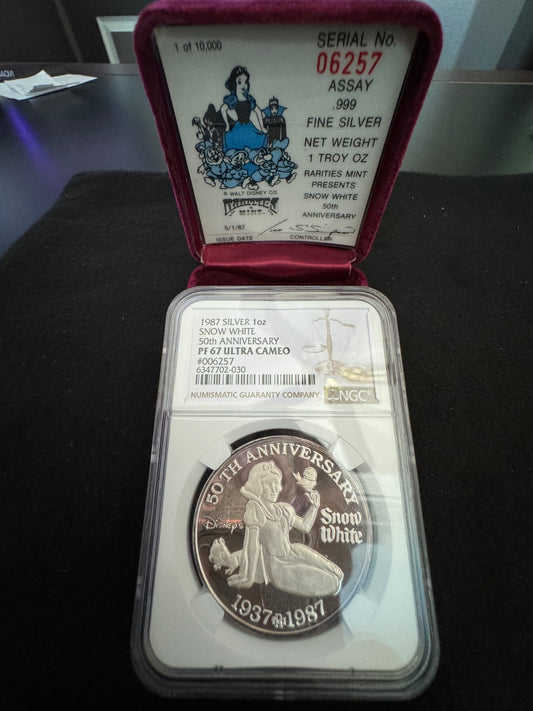 1 of 10,000
SERIAL No.
06257
ASSAY
.999
FINE SILVER
NET WEIGHT
1 TROY OZ
RARITIES MINT
PRESENTS
SNOW WHITE
50th
ANNIVERSARY
© WALT DISNEY CO.
RARITIES
MINT
5/1/87
ISSUE DATE
CONTROLLER
1987 SILVER 1oz
SNOW WHITE
50th ANNIVERSARY
PF 67 ULTRA CAMEO
#006257
6347702-030
NUMISMATIC GUARANTY COMPANY
NGC
50TH ANNIVERSARY
DISNEY'S
Snow
White
1937 1987